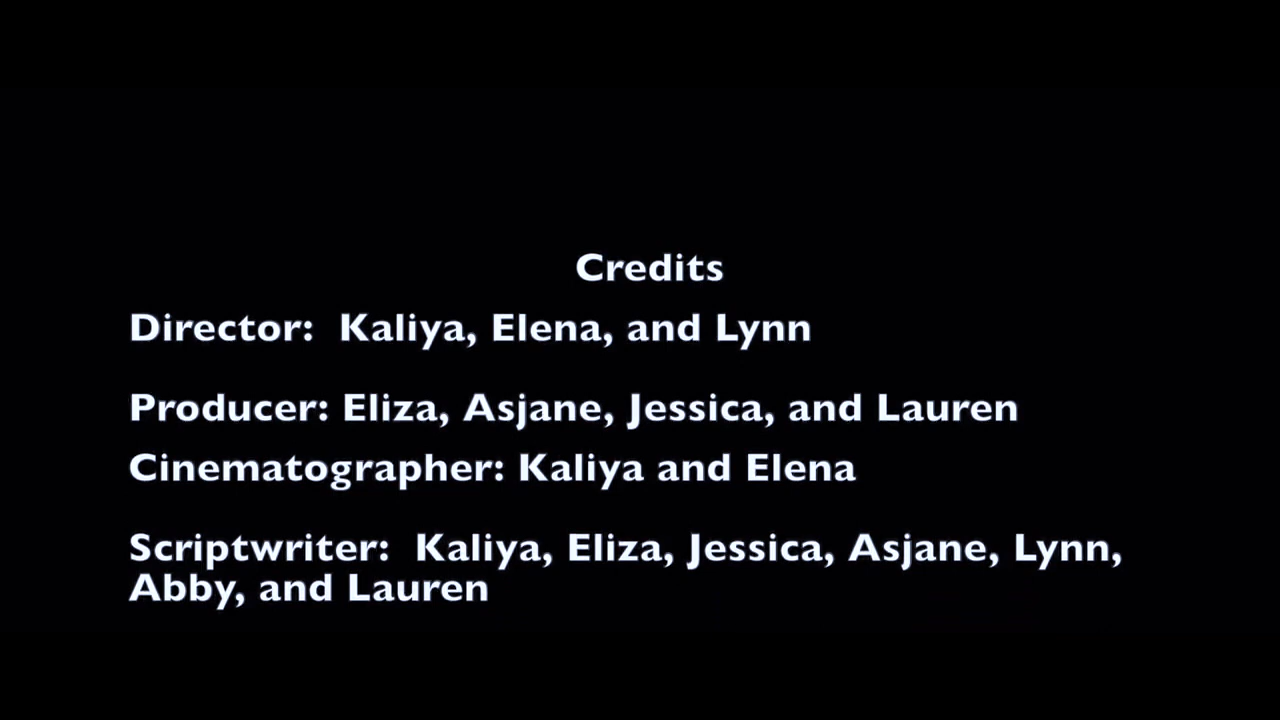 Credits
Director:  Kaliya, Elena, and Lynn
Producer: Eliza, Asjane, Jessica, and Lauren
Cinematographer: Kaliya and Elena
Scriptwriter:  Kaliya, Eliza, Jessica, Asjane, Lynn,
Abby, and Lauren